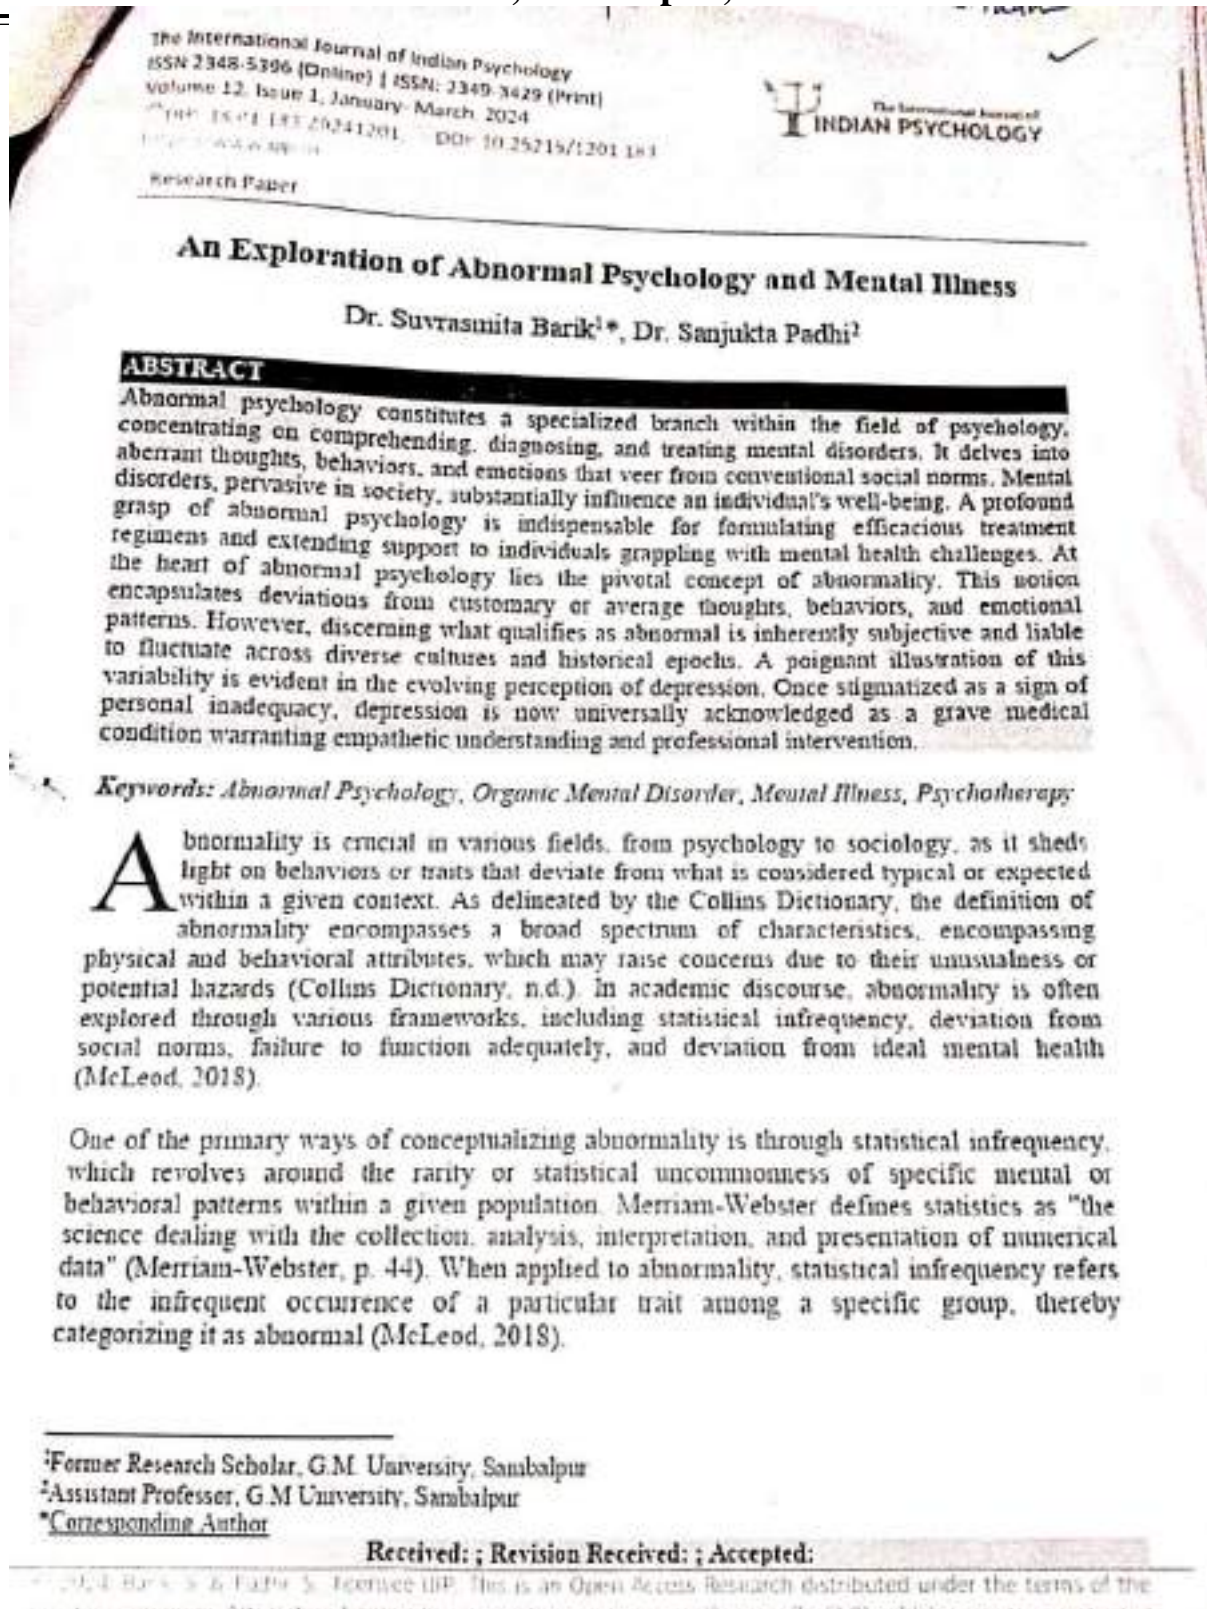 The International Journal of Indian Psychology
ISSN 2348-5396 (Online) | ISSN: 2349-3429 (Print)
Volume 12, Issue 1, January- March, 2024
DOI: 10.25215/1201.183
Research Paper
The International Journal of
INDIAN PSYCHOLOGY
An Exploration of Abnormal Psychology and Mental Illness
Dr. Suvrasmita Barik¹*, Dr. Sanjukta Padhi²
ABSTRACT
Abnormal psychology constitutes a specialized branch within the field of psychology,
concentrating on comprehending, diagnosing, and treating mental disorders. It delves into
aberrant thoughts, behaviors, and emotions that veer from conventional social norms. Mental
disorders, pervasive in society, substantially influence an individual's well-being. A profound
grasp of abnormal psychology is indispensable for formulating efficacious treatment
regimens and extending support to individuals grappling with mental health challenges. At
the heart of abnormal psychology lies the pivotal concept of abnormality. This notion
encapsulates deviations from customary or average thoughts, behaviors, and emotional
patterns. However, discerning what qualifies as abnormal is inherently subjective and liable
to fluctuate across diverse cultures and historical epochs. A poignant illustration of this
variability is evident in the evolving perception of depression. Once stigmatized as a sign of
personal inadequacy, depression is now universally acknowledged as a grave medical
condition warranting empathetic understanding and professional intervention.
Keywords: Abnormal Psychology, Organic Mental Disorder, Mental Illness, Psychotherapy
Abnormality is crucial in various fields, from psychology to sociology, as it sheds
light on behaviors or traits that deviate from what is considered typical or expected
within a given context. As delineated by the Collins Dictionary, the definition of
abnormality encompasses a broad spectrum of characteristics, encompassing
physical and behavioral attributes, which may raise concerns due to their unusualness or
potential hazards (Collins Dictionary, n.d.). In academic discourse, abnormality is often
explored through various frameworks, including statistical infrequency, deviation from
social norms, failure to function adequately, and deviation from ideal mental health
(McLeod, 2018).
One of the primary ways of conceptualizing abnormality is through statistical infrequency,
which revolves around the rarity or statistical uncommonness of specific mental or
behavioral patterns within a given population. Merriam-Webster defines statistics as "the
science dealing with the collection, analysis, interpretation, and presentation of numerical
data" (Merriam-Webster, p. 44). When applied to abnormality, statistical infrequency refers
to the infrequent occurrence of a particular trait among a specific group, thereby
categorizing it as abnormal (McLeod, 2018).
¹Former Research Scholar, G.M. University, Sambalpur
²Assistant Professor, G.M University, Sambalpur
*Corresponding Author
Received: ; Revision Received: ; Accepted:
This is an Open Access Research distributed under the terms of the